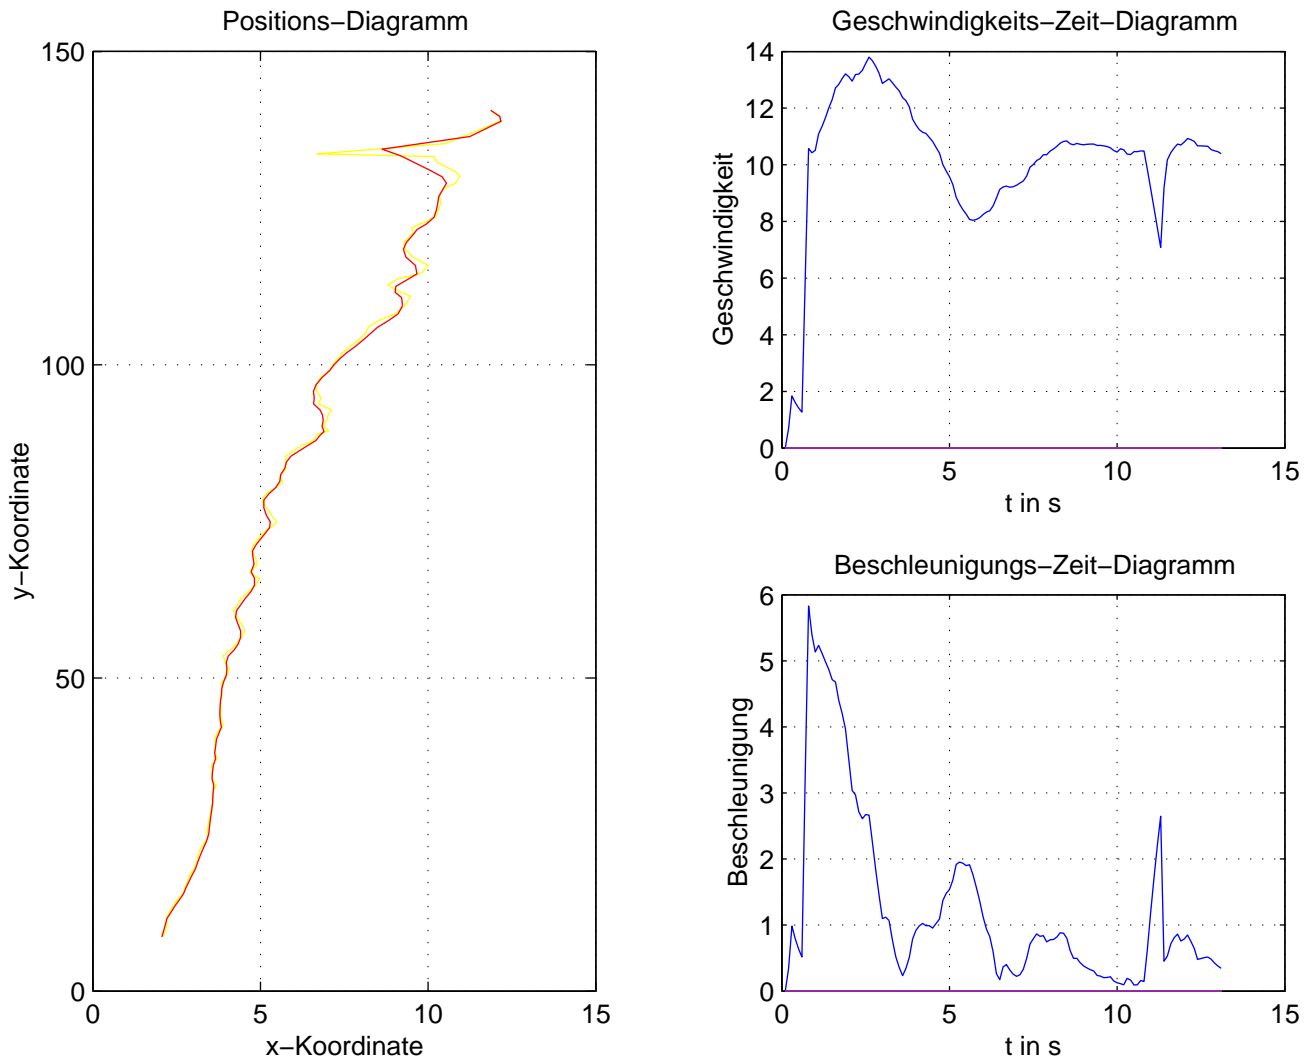 Positions−Diagramm
150
100
50
0
0 5 10 15
x−Koordinate
y−Koordinate
Geschwindigkeits−Zeit−Diagramm
14
12
10
8
6
4
2
0
0 5 10 15
t in s
Geschwindigkeit
Beschleunigungs−Zeit−Diagramm
6
5
4
3
2
1
0
0 5 10 15
t in s
Beschleunigung